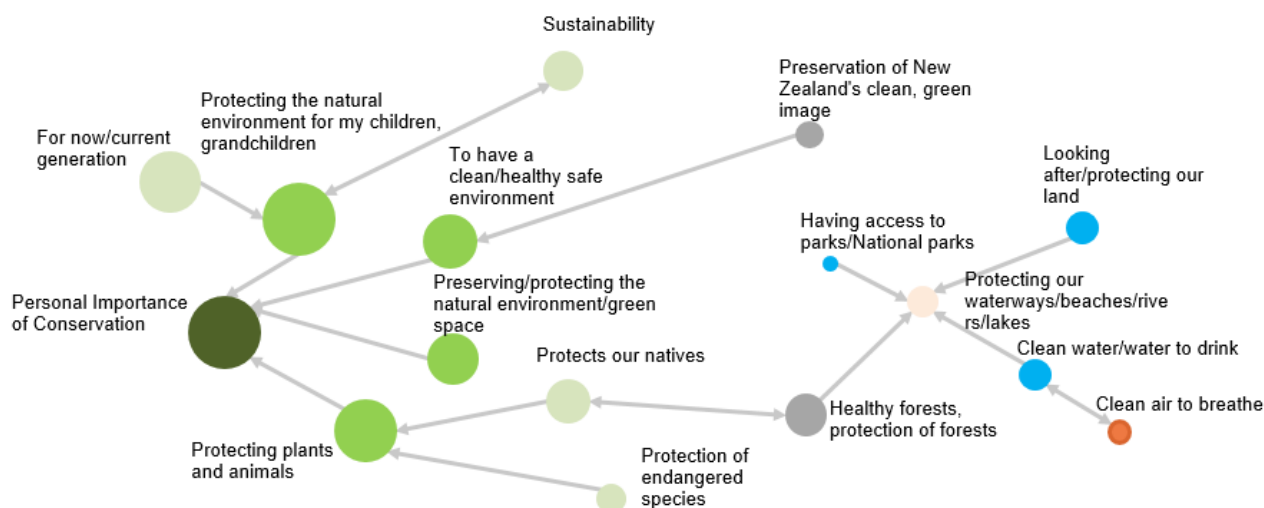 Sustainability
Preservation of New
Zealand's clean, green
image
Protecting the natural
environment for my children,
grandchildren
For now/current
generation
To have a
clean/healthy safe
environment
Looking
after/protecting our
land
Having access to
parks/National parks
Preserving/protecting the
natural environment/green
space
Protecting our
waterways/beaches/rive
rs/lakes
Personal Importance
of Conservation
Protects our natives
Clean water/water to drink
Clean air to breathe
Healthy forests,
protection of forests
Protecting plants
and animals
Protection of
endangered
species